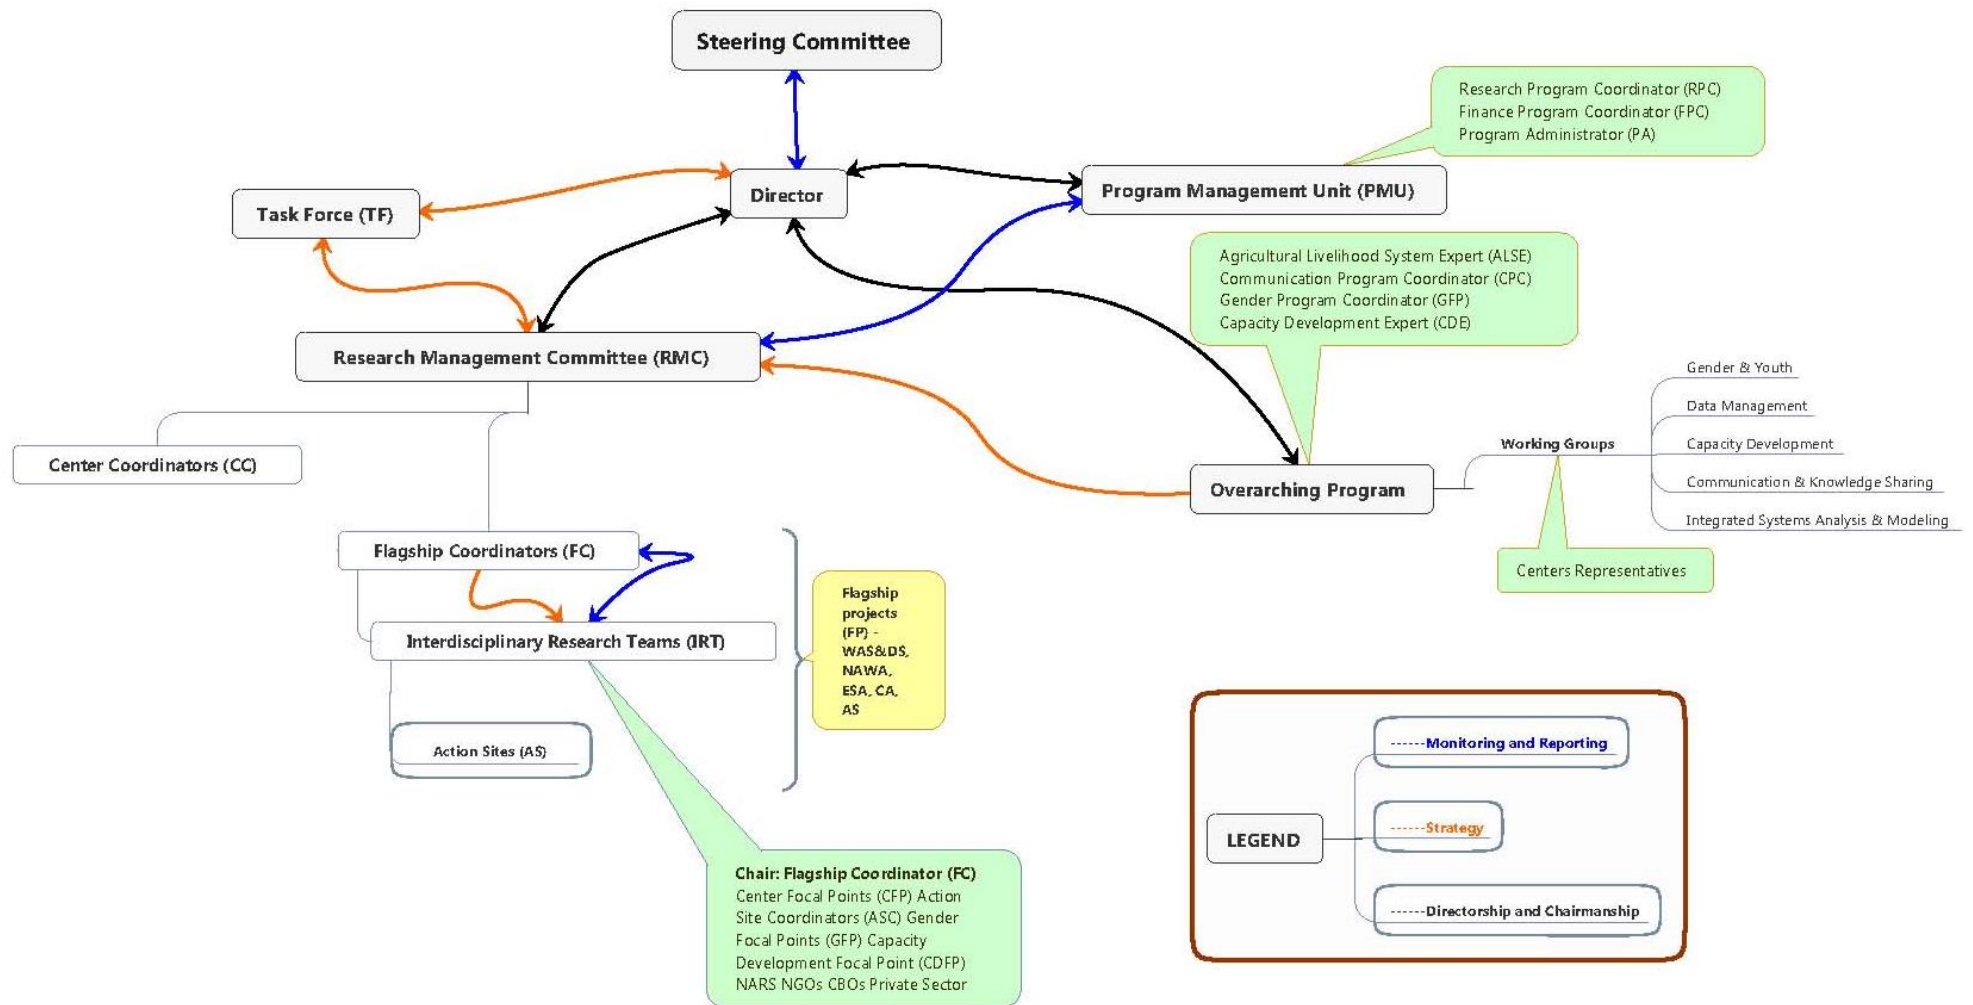 Steering Committee
Research Program Coordinator (RPC)
Finance Program Coordinator (FPC)
Program Administrator (PA)
Director
Program Management Unit (PMU)
Task Force (TF)
Agricultural Livelihood System Expert (ALSE)
Communication Program Coordinator (CPC)
Gender Program Coordinator (GFP)
Capacity Development Expert (CDE)
Research Management Committee (RMC)
Gender & Youth
Data Management
Working Groups
Capacity Development
Communication & Knowledge Sharing
Integrated Systems Analysis & Modeling
Center Coordinators (CC)
Overarching Program
Centers Representatives
Flagship Coordinators (FC)
Flagship
projects
(FP) -
WAS&DS,
NAWA,
ESA, CA,
AS
Interdisciplinary Research Teams (IRT)
Action Sites (AS)
Chair: Flagship Coordinator (FC)
Center Focal Points (CFP) Action
Site Coordinators (ASC) Gender
Focal Points (GFP) Capacity
Development Focal Point (CDFP)
NARS NGOs CBOs Private Sector
LEGEND
------Monitoring and Reporting
------Strategy
------Directorship and Chairmanship